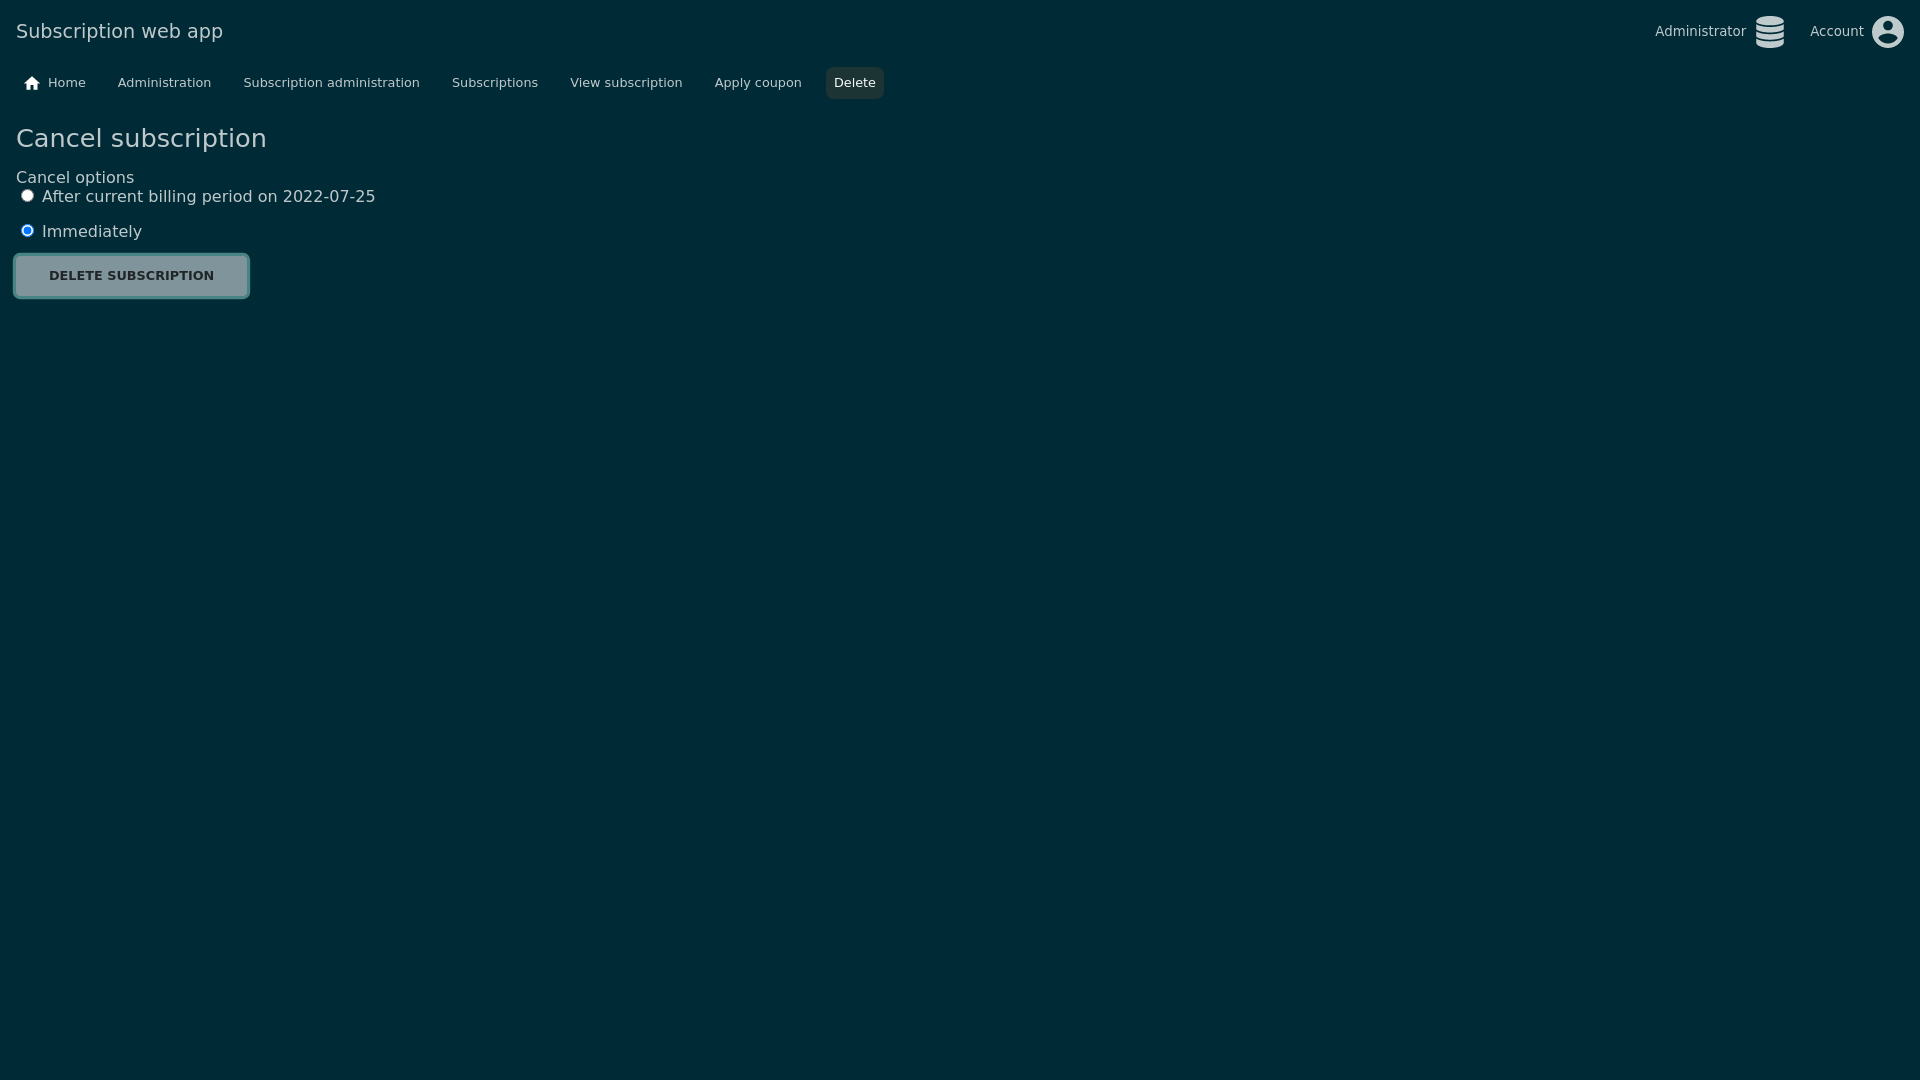 Subscription web app
Administrator
Account
Home
Administration
Subscription administration
Subscriptions
View subscription
Apply coupon
Delete
Cancel subscription
Cancel options
After current billing period on 2022-07-25
Immediately
DELETE SUBSCRIPTION